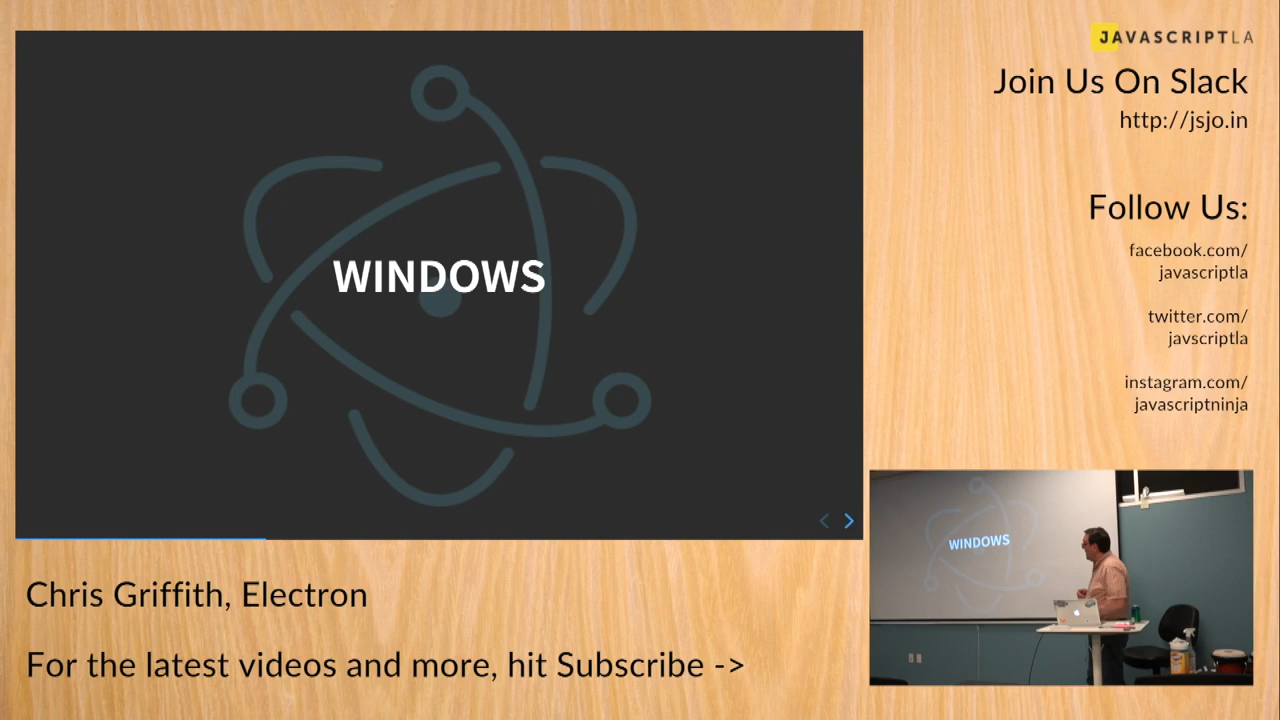 WINDOWS
JAVASCRIPTLA
Join Us On Slack
http://jsjo.in
Follow Us:
facebook.com/
javascriptla
twitter.com/
javscriptla
instagram.com/
javascriptninja
WINDOWS
Chris Griffith, Electron
For the latest videos and more, hit Subscribe ->